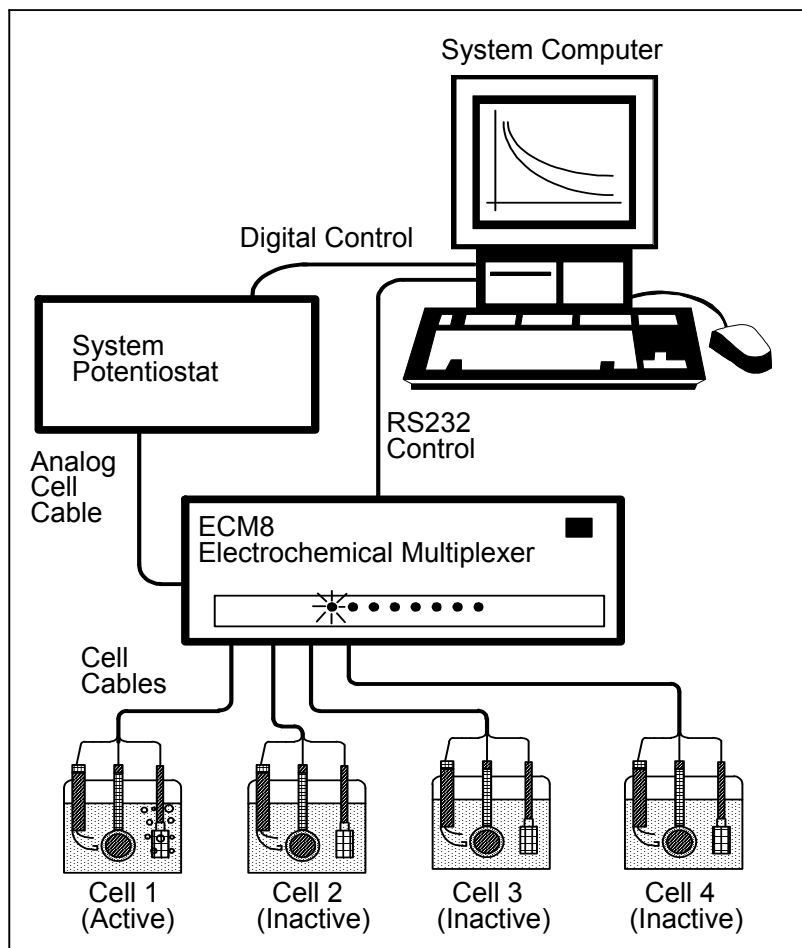 System Computer
Digital Control
System
Potentiostat
RS232
Control
Analog
Cell
Cable
ECM8
Electrochemical Multiplexer
Cell
Cables
Cell 1
(Active)
Cell 2
(Inactive)
Cell 3
(Inactive)
Cell 4
(Inactive)